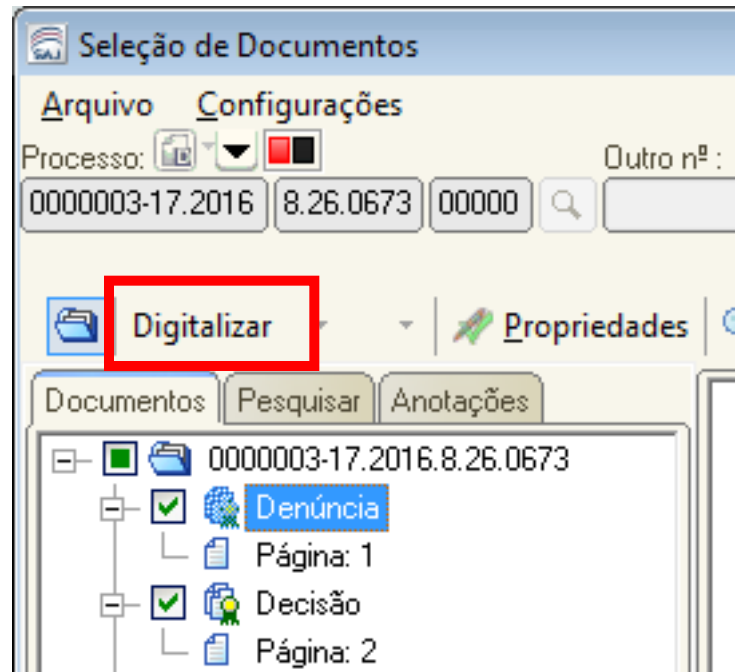 SAJ Seleção de Documentos
Arquivo Configurações
Processo: Outro nº :
0000003-17.2016 8.26.0673 00000
Digitalizar Propriedades
Documentos Pesquisar Anotações
0000003-17.2016.8.26.0673
Denúncia
Página: 1
Decisão
Página: 2